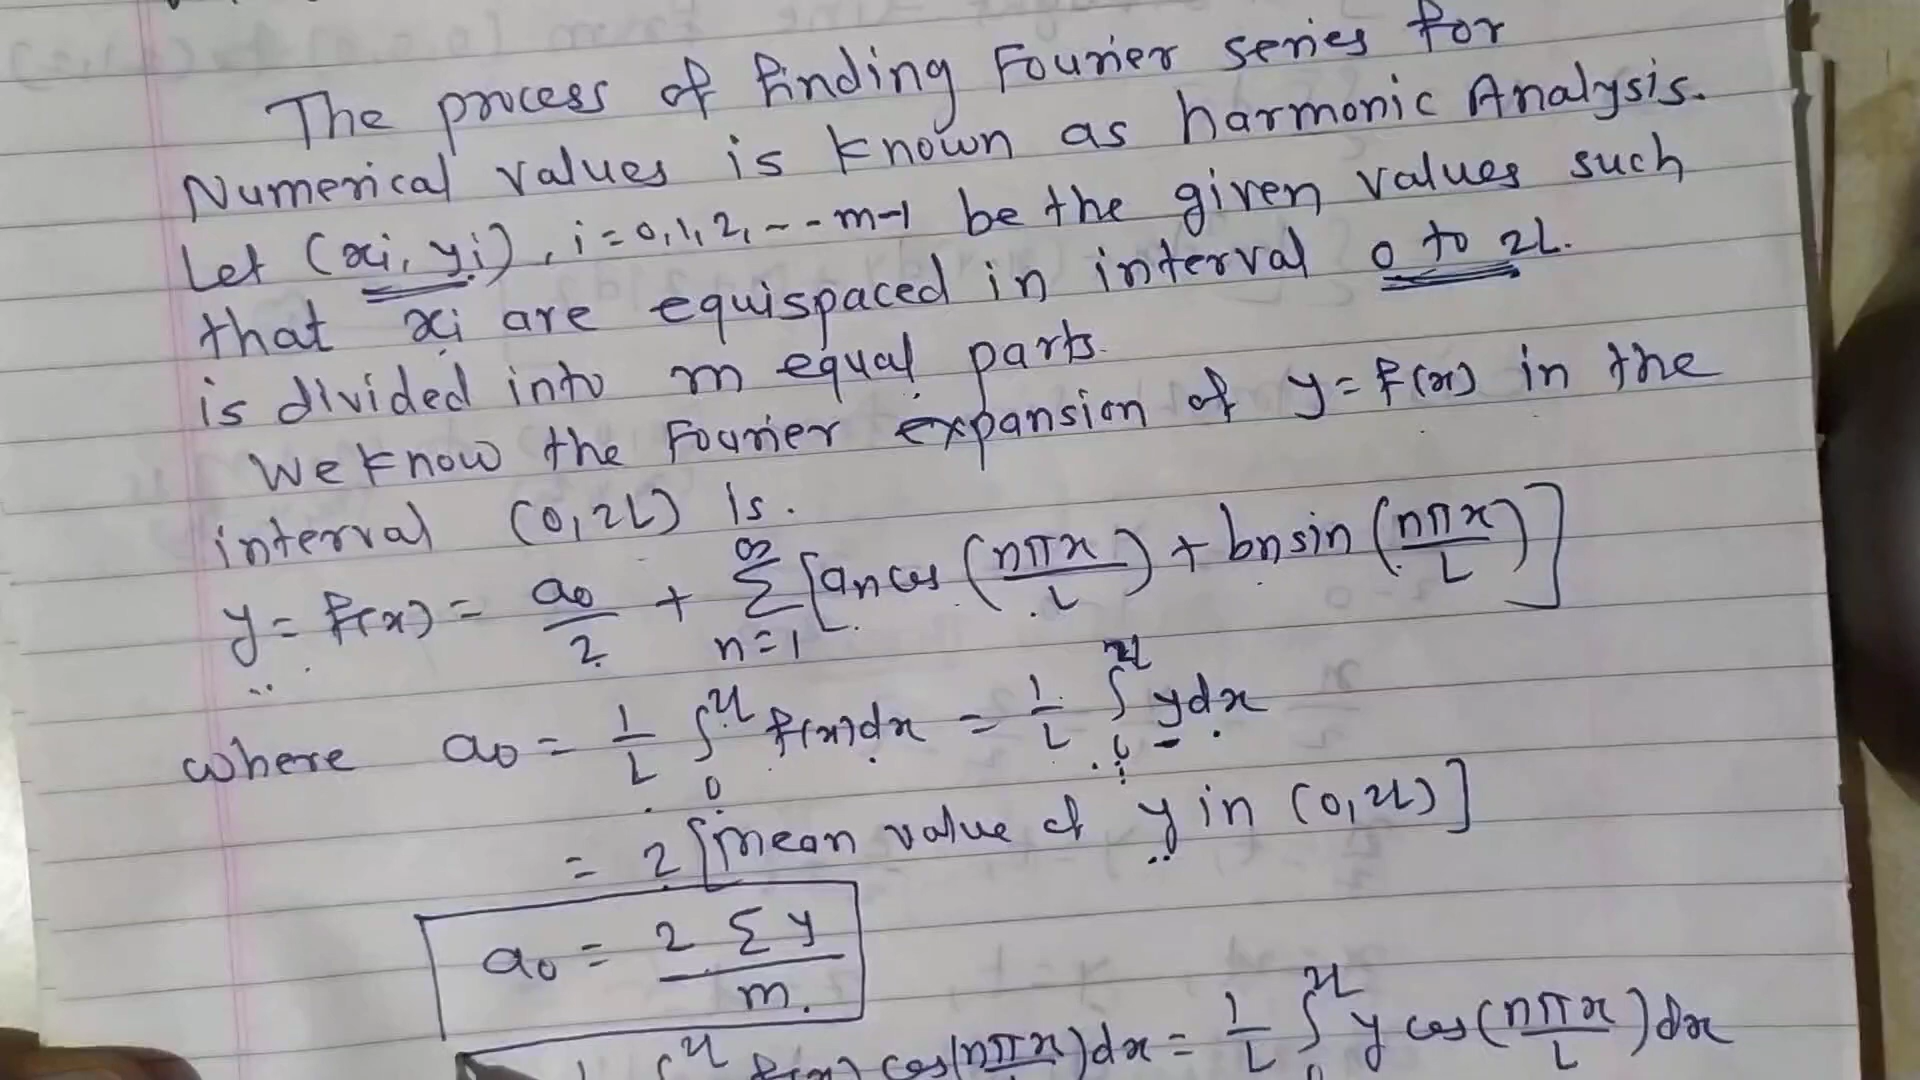 The process of finding Fourier series for
Numerical values is known as harmonic Analysis.
Let (xi, yi), i = 0, 1, 2, --- m-1 be the given values such
that xi are equispaced in interval 0 to 2L.
is divided into m equal parts.
We know the Fourier expansion of y = f(x) in the
interval (0, 2L) is.
y = f(x) = a0/2 + ∑_{n=1}^{∞} [an cos (nπx/L) + bn sin (nπx/L)]
where a0 = 1/L ∫_0^{2L} f(x)dx = 1/L ∫_0^{2L} ydx
= 2 [mean value of y in (0, 2L)]
a0 = 2 ∑ y / m.
cos(nπx)dx = 1/L ∫_0^{2L} y cos(nπx/L)dx